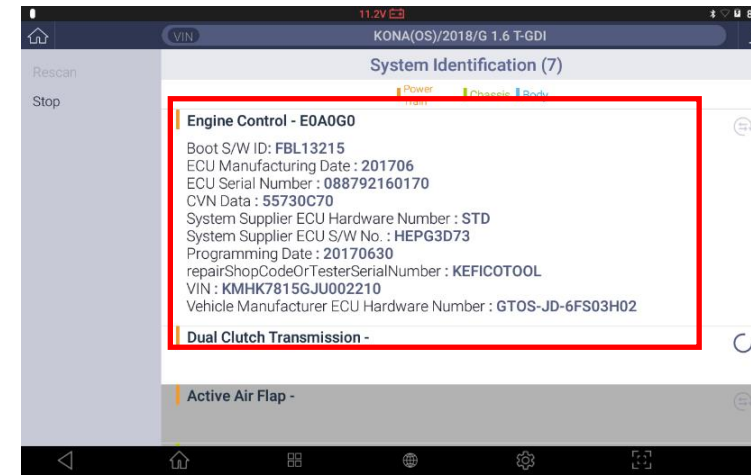 11.2V
VIN
KONA(OS)/2018/G 1.6 T-GDI
Rescan
Stop
System Identification (7)
Power
Train
Chassis
Body
Engine Control - E0A0G0
Boot S/W ID: FBL13215
ECU Manufacturing Date : 201706
ECU Serial Number : 088792160170
CVN Data : 55730C70
System Supplier ECU Hardware Number : STD
System Supplier ECU S/W No. : HEPG3D73
Programming Date : 20170630
repairShopCodeOrTesterSerialNumber : KEFICOTOOL
VIN : KMHK7815GJU002210
Vehicle Manufacturer ECU Hardware Number : GTOS-JD-6FS03H02
Dual Clutch Transmission -
Active Air Flap -